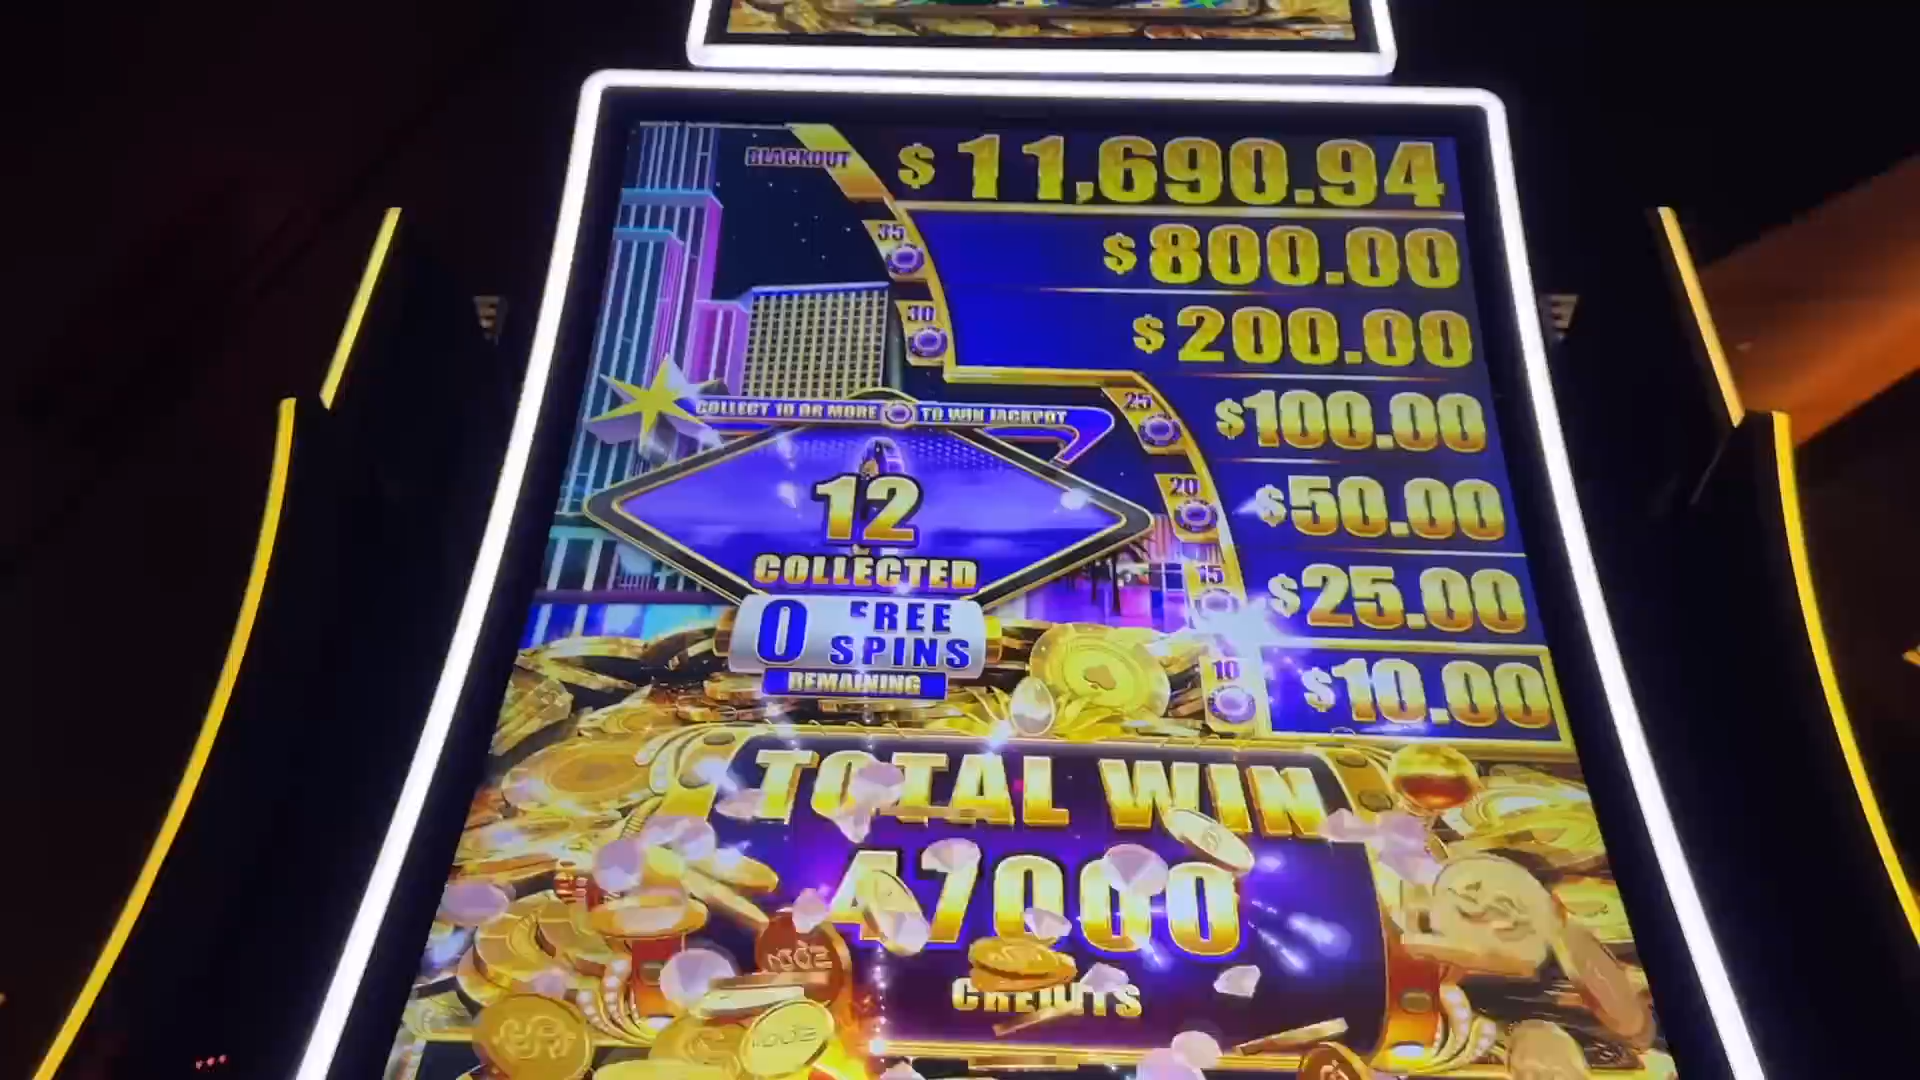 BLACKOUT $11,690.94
35 $800.00
30 $200.00
25 $100.00
COLLECT 10 OR MORE TO WIN JACKPOT
20 $50.00
12
COLLECTED
15 $25.00
0 FREE SPINS
REMAINING
10 $10.00
TOTAL WIN
47000
CREDITS